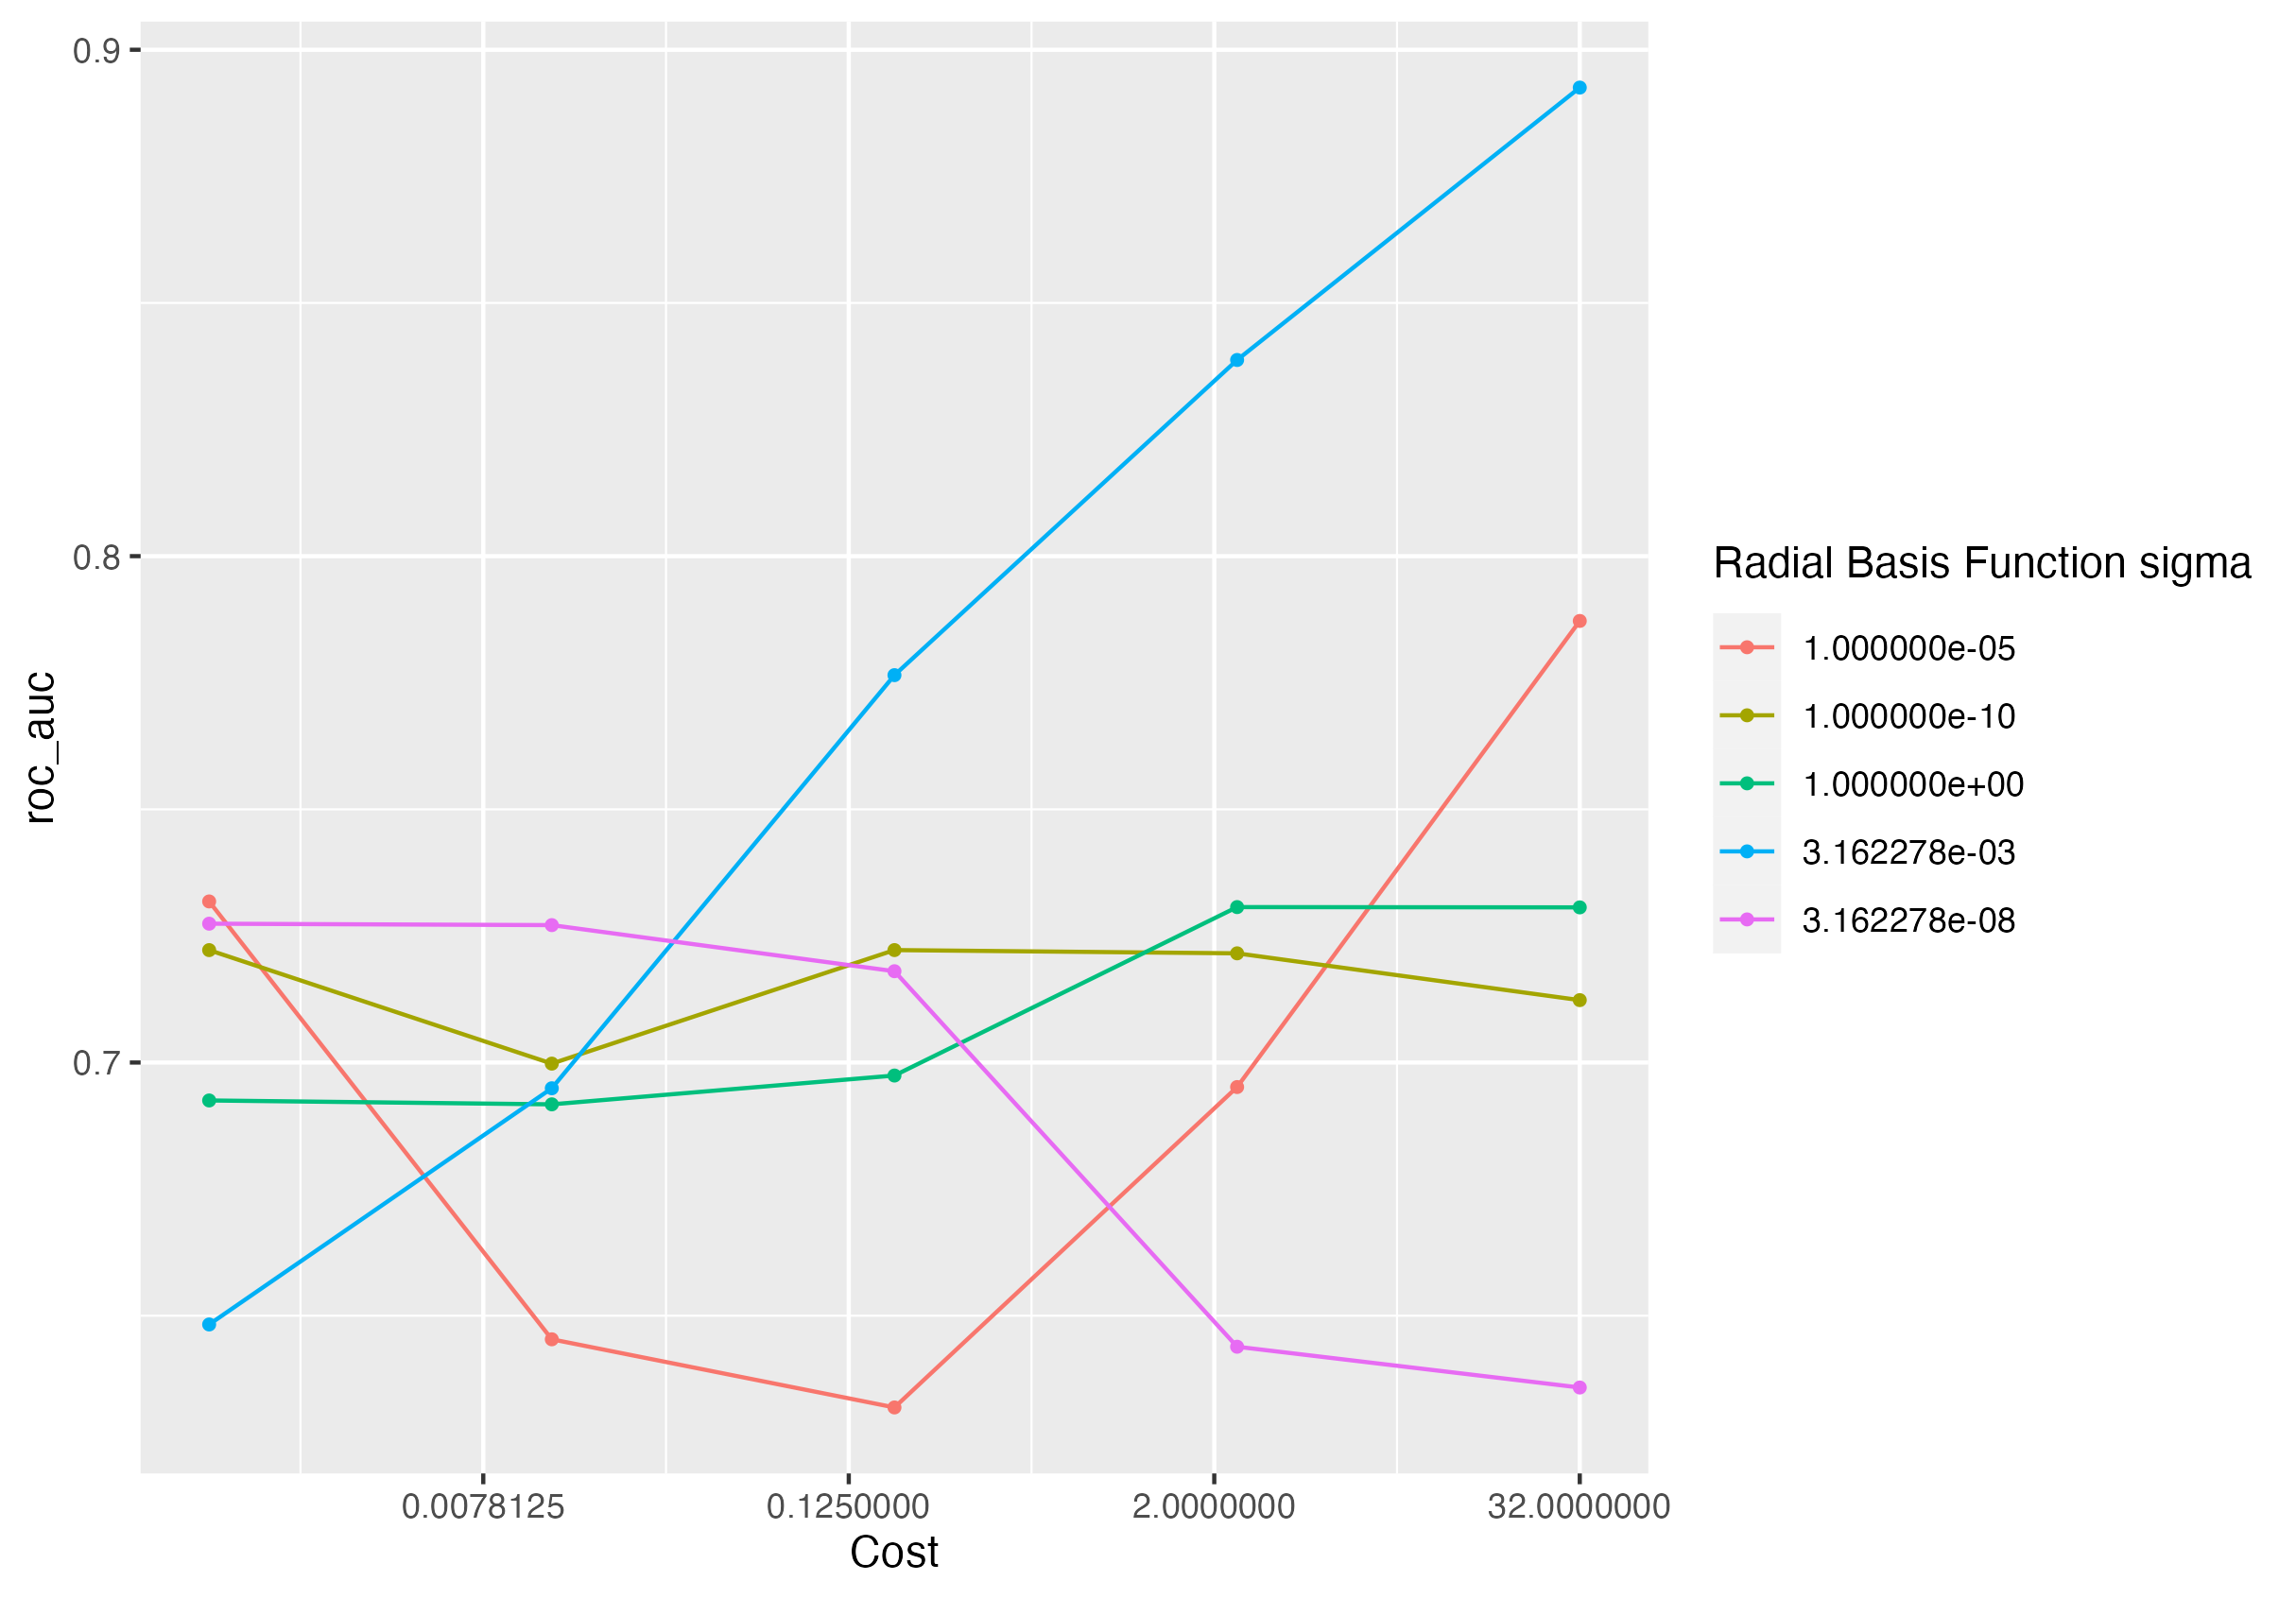 0.9
0.8
0.7
roc_auc
0.0078125
0.1250000
2.0000000
32.0000000
Cost
Radial Basis Function sigma
1.000000e-05
1.000000e-10
1.000000e+00
3.162278e-03
3.162278e-08